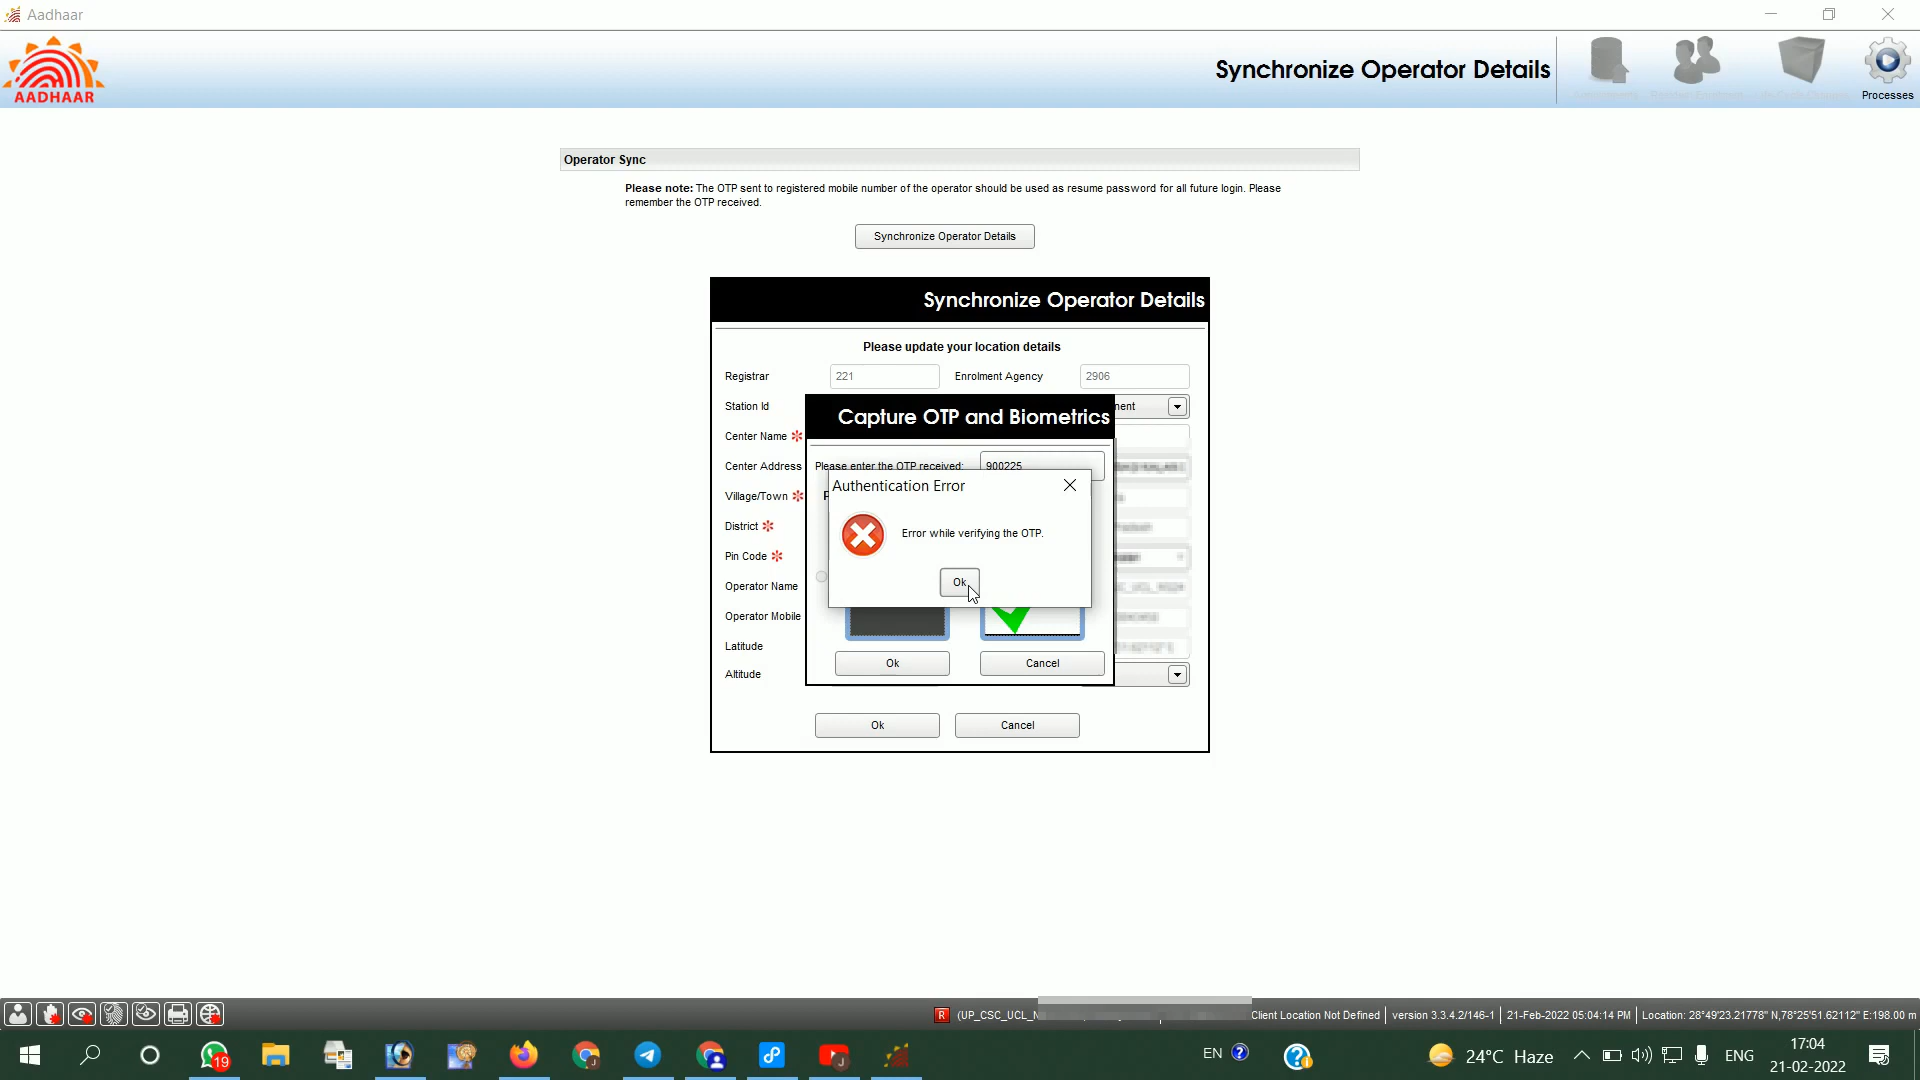 Aadhaar
AADHAAR
Synchronize Operator Details
Processes
Operator Sync
Please note: The OTP sent to registered mobile number of the operator should be used as resume password for all future login. Please
remember the OTP received.
Synchronize Operator Details
Synchronize Operator Details
Please update your location details
Registrar 221 Enrolment Agency 2906
Station Id
Center Name *
Center Address
Village/Town *
District *
Pin Code *
Operator Name
Operator Mobile
Latitude
Altitude
Capture OTP and Biometrics
Please enter the OTP received: 900225
Authentication Error
Error while verifying the OTP.
Ok
Ok Cancel
Ok Cancel
R (UP_CSC_UCL_ Client Location Not Defined version 3.3.4.2/146-1 21-Feb-2022 05:04:14 PM Location: 28°49'23.21778" N,78°25'51.62112" E:198.00 m
19
EN 24°C Haze ENG 17:04
21-02-2022